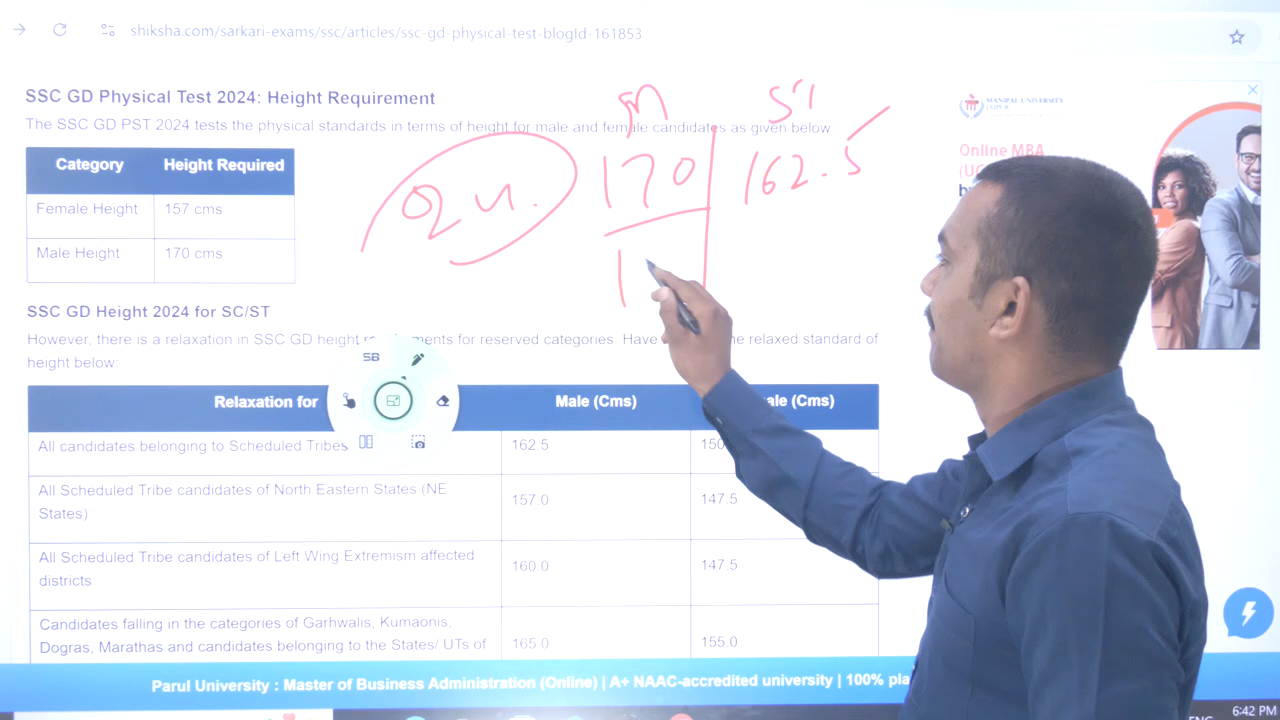 shiksha.com/sarkari-exams/ssc/articles/ssc-gd-physical-test-blogId-161853
SSC GD Physical Test 2024: Height Requirement
The SSC GD PST 2024 tests the physical standards in terms of height for male and female candidates as given below
Category Height Required
Female Height 157 cms
Male Height 170 cms
M ST
170 162.5
1
MANIPAL UNIVERSITY
JAIPUR
Online MBA
SSC GD Height 2024 for SC/ST
However, there is a relaxation in SSC GD height requirements for reserved categories. Have the relaxed standard of
height below:
SB
Relaxation for Male (Cms) (Cms)
All candidates belonging to Scheduled Tribes 162.5 150
All Scheduled Tribe candidates of North Eastern States (NE
States) 157.0 147.5
All Scheduled Tribe candidates of Left Wing Extremism affected
districts 160.0 147.5
Candidates falling in the categories of Garhwalis, Kumaonis,
Dogras, Marathas and candidates belonging to the States/ UTs of 165.0 155.0
Parul University : Master of Business Administration (Online) | A+ NAAC-accredited university | 100%
ENG 6:42 PM